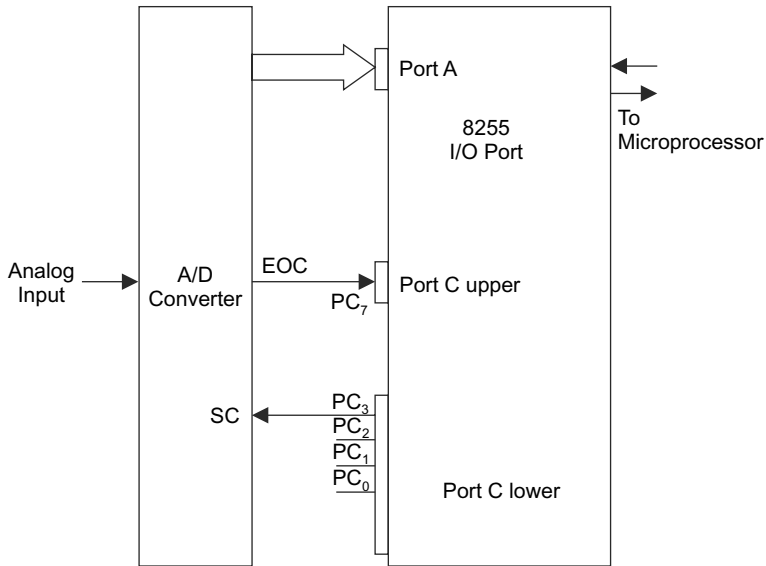 Port A
8255
I/O Port
To
Microprocessor
Analog
Input
A/D
Converter
EOC
PC₇
Port C upper
SC
PC₃
PC₂
PC₁
PC₀
Port C lower